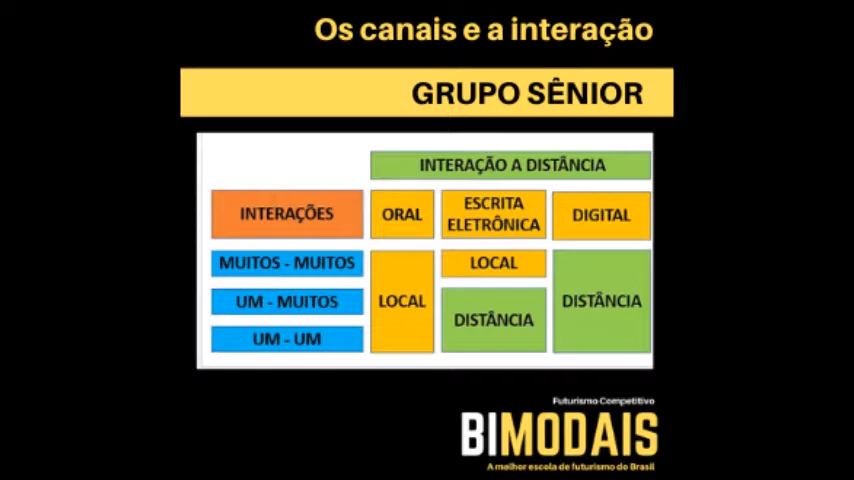 Os canais e a interação
GRUPO SÊNIOR
INTERAÇÃO A DISTÂNCIA
INTERAÇÕES
ORAL
ESCRITA
ELETRÔNICA
DIGITAL
MUITOS - MUITOS
UM - MUITOS
UM - UM
LOCAL
LOCAL
DISTÂNCIA
DISTÂNCIA
Futurismo Competitivo
BIMODAIS
A melhor escola de futurismo do Brasil